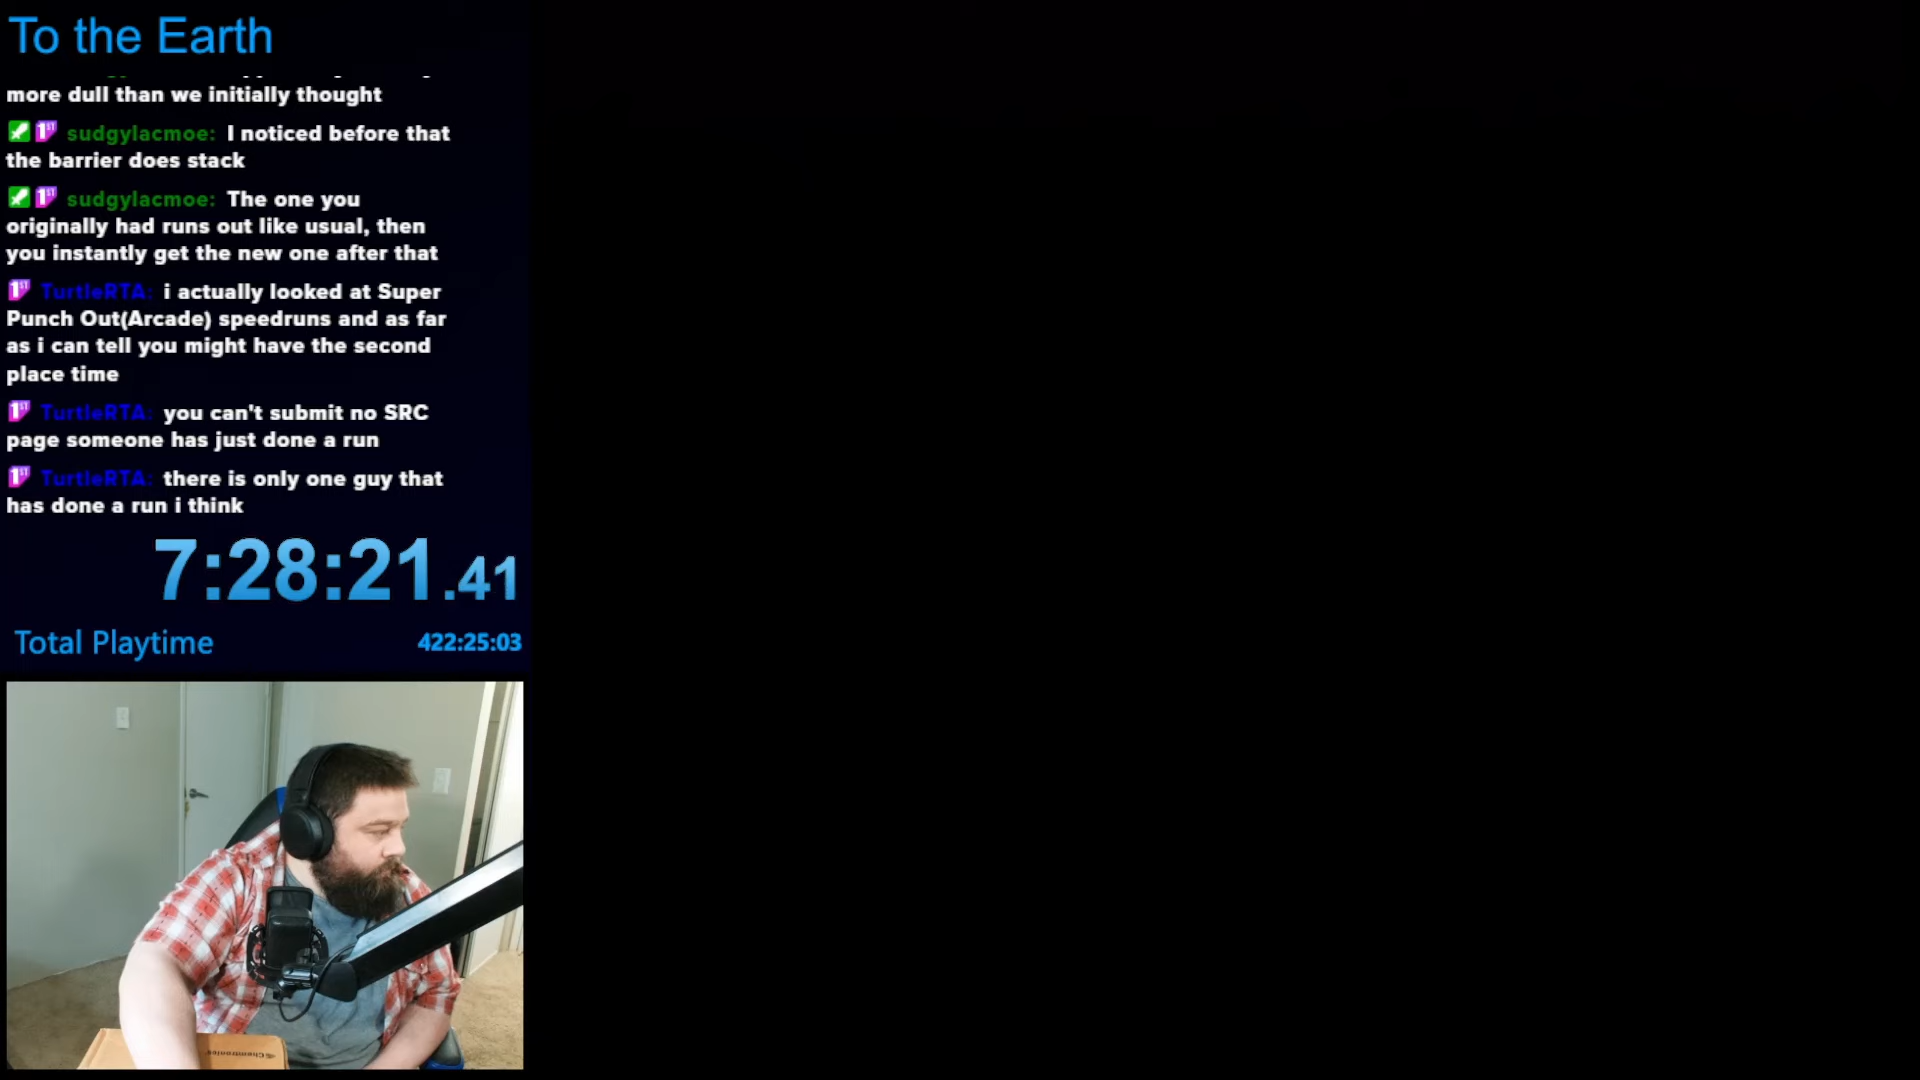 To the Earth
more dull than we initially thought
sudgylacmoe: I noticed before that
the barrier does stack
sudgylacmoe: The one you
originally had runs out like usual, then
you instantly get the new one after that
TurtleRTA: i actually looked at Super
Punch Out(Arcade) speedruns and as far
as i can tell you might have the second
place time
TurtleRTA: you can't submit no SRC
page someone has just done a run
TurtleRTA: there is only one guy that
has done a run i think
7:28:21.41
Total Playtime 422:25:03